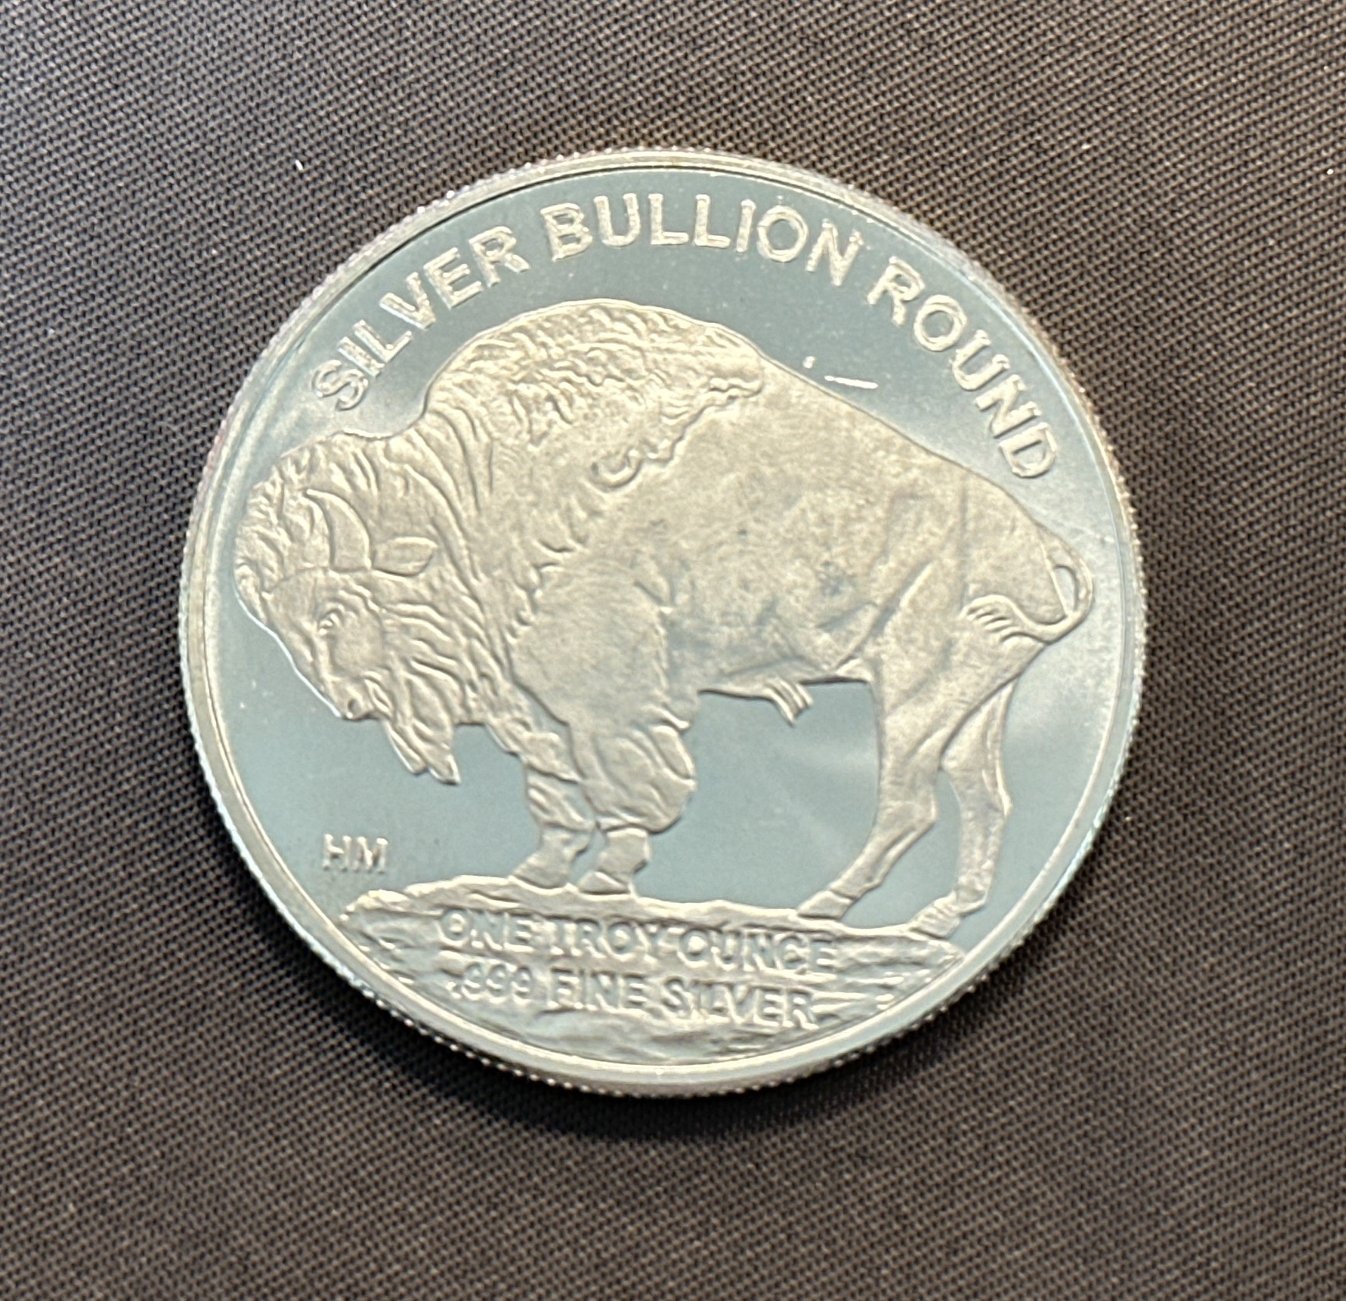 SILVER BULLION ROUND
HM
ONE TROY OUNCE
.999 FINE SILVER